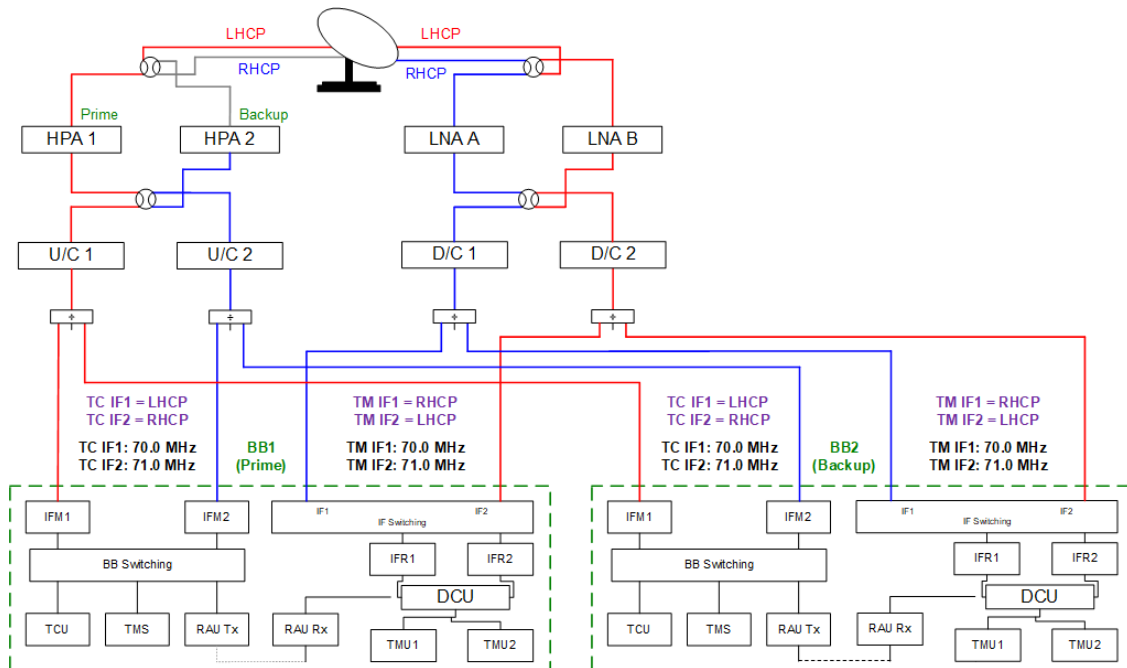 LHCP
LHCP
RHCP
RHCP
Prime
Backup
HPA 1
HPA 2
LNA A
LNA B
U/C 1
U/C 2
D/C 1
D/C 2
÷
÷
÷
÷
TC IF1 = LHCP
TC IF2 = RHCP
TM IF1 = RHCP
TM IF2 = LHCP
TC IF1 = LHCP
TC IF2 = RHCP
TM IF1 = RHCP
TM IF2 = LHCP
TC IF1: 70.0 MHz
TC IF2: 71.0 MHz
BB1
(Prime)
TM IF1: 70.0 MHz
TM IF2: 71.0 MHz
TC IF1: 70.0 MHz
TC IF2: 71.0 MHz
BB2
(Backup)
TM IF1: 70.0 MHz
TM IF2: 71.0 MHz
IFM1
IFM2
IF1
IF2
IF Switching
IFR1
IFR2
BB Switching
DCU
TCU
TMS
RAU Tx
RAU Rx
TMU1
TMU2
IFM1
IFM2
IF1
IF2
IF Switching
IFR1
IFR2
BB Switching
DCU
TCU
TMS
RAU Tx
RAU Rx
TMU1
TMU2